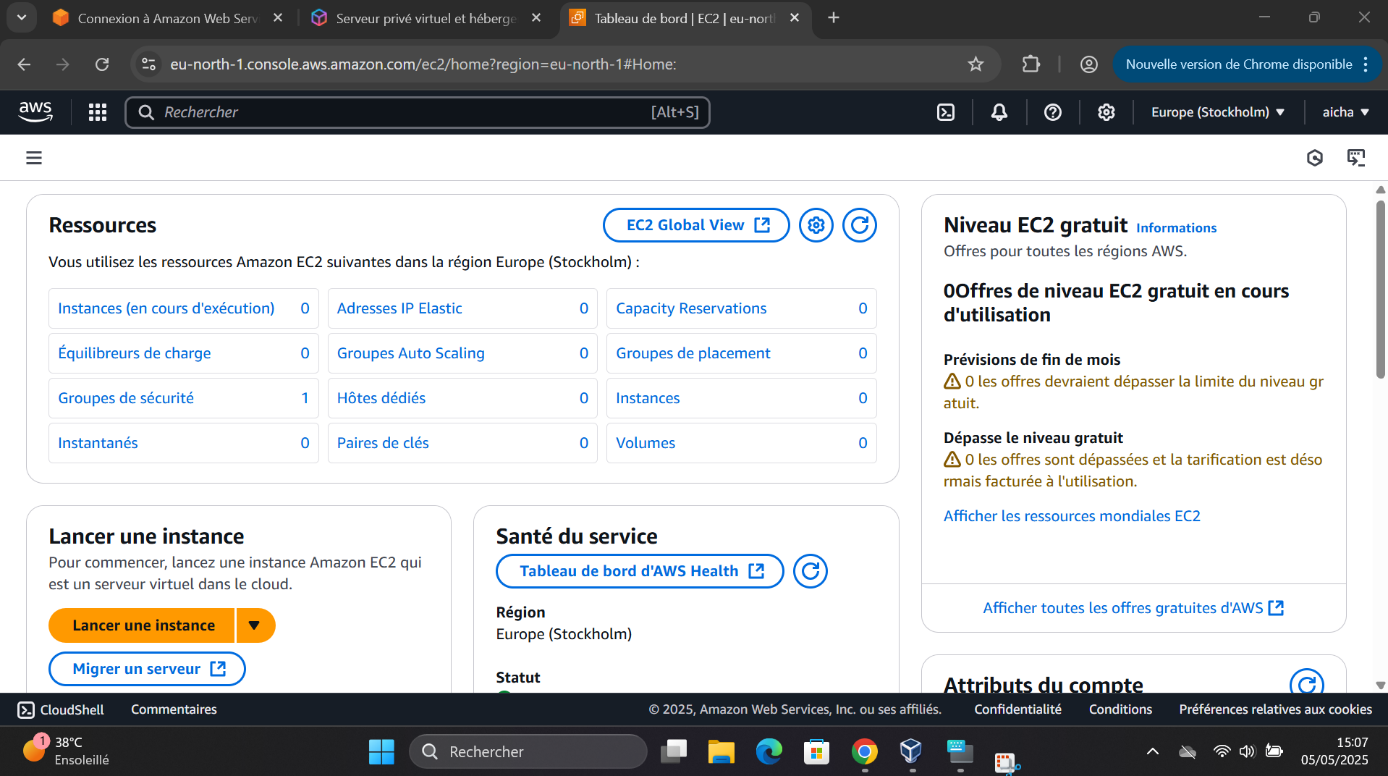 Connexion à Amazon Web Serv
Serveur privé virtuel et héberge
Tableau de bord | EC2 | eu-nort
eu-north-1.console.aws.amazon.com/ec2/home?region=eu-north-1#Home:
Nouvelle version de Chrome disponible
aws
Rechercher
[Alt+S]
Europe (Stockholm)
aicha
Ressources
EC2 Global View
Vous utilisez les ressources Amazon EC2 suivantes dans la région Europe (Stockholm) :
Instances (en cours d'exécution) 0
Adresses IP Elastic 0
Capacity Reservations 0
Équilibreurs de charge 0
Groupes Auto Scaling 0
Groupes de placement 0
Groupes de sécurité 1
Hôtes dédiés 0
Instances 0
Instantanés 0
Paires de clés 0
Volumes 0
Niveau EC2 gratuit Informations
Offres pour toutes les régions AWS.
0Offres de niveau EC2 gratuit en cours
d'utilisation
Prévisions de fin de mois
0 les offres devraient dépasser la limite du niveau gr
atuit.
Dépasse le niveau gratuit
0 les offres sont dépassées et la tarification est déso
rmais facturée à l'utilisation.
Afficher les ressources mondiales EC2
Afficher toutes les offres gratuites d'AWS
Lancer une instance
Pour commencer, lancez une instance Amazon EC2 qui
est un serveur virtuel dans le cloud.
Lancer une instance
Migrer un serveur
Santé du service
Tableau de bord d'AWS Health
Région
Europe (Stockholm)
Statut
Attributs du compte
CloudShell
Commentaires
© 2025, Amazon Web Services, Inc. ou ses affiliés.
Confidentialité
Conditions
Préférences relatives aux cookies
1
38°C
Ensoleillé
Rechercher
15:07
05/05/2025